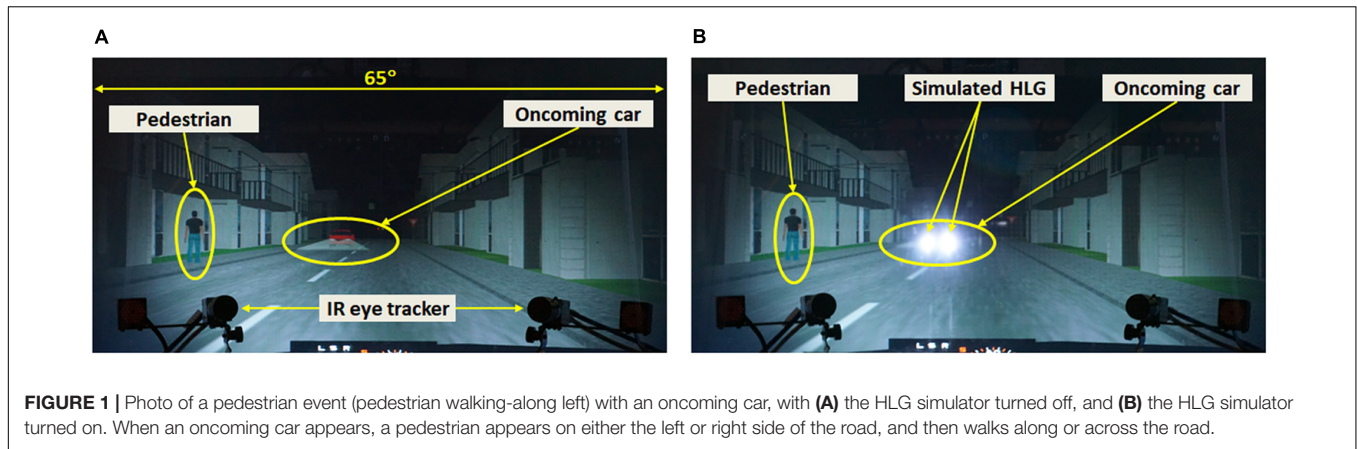 A
B
65°
Pedestrian
Oncoming car
IR eye tracker
L S R
Pedestrian
Simulated HLG
Oncoming car
L S R
FIGURE 1 | Photo of a pedestrian event (pedestrian walking-along left) with an oncoming car, with (A) the HLG simulator turned off, and (B) the HLG simulator
turned on. When an oncoming car appears, a pedestrian appears on either the left or right side of the road, and then walks along or across the road.